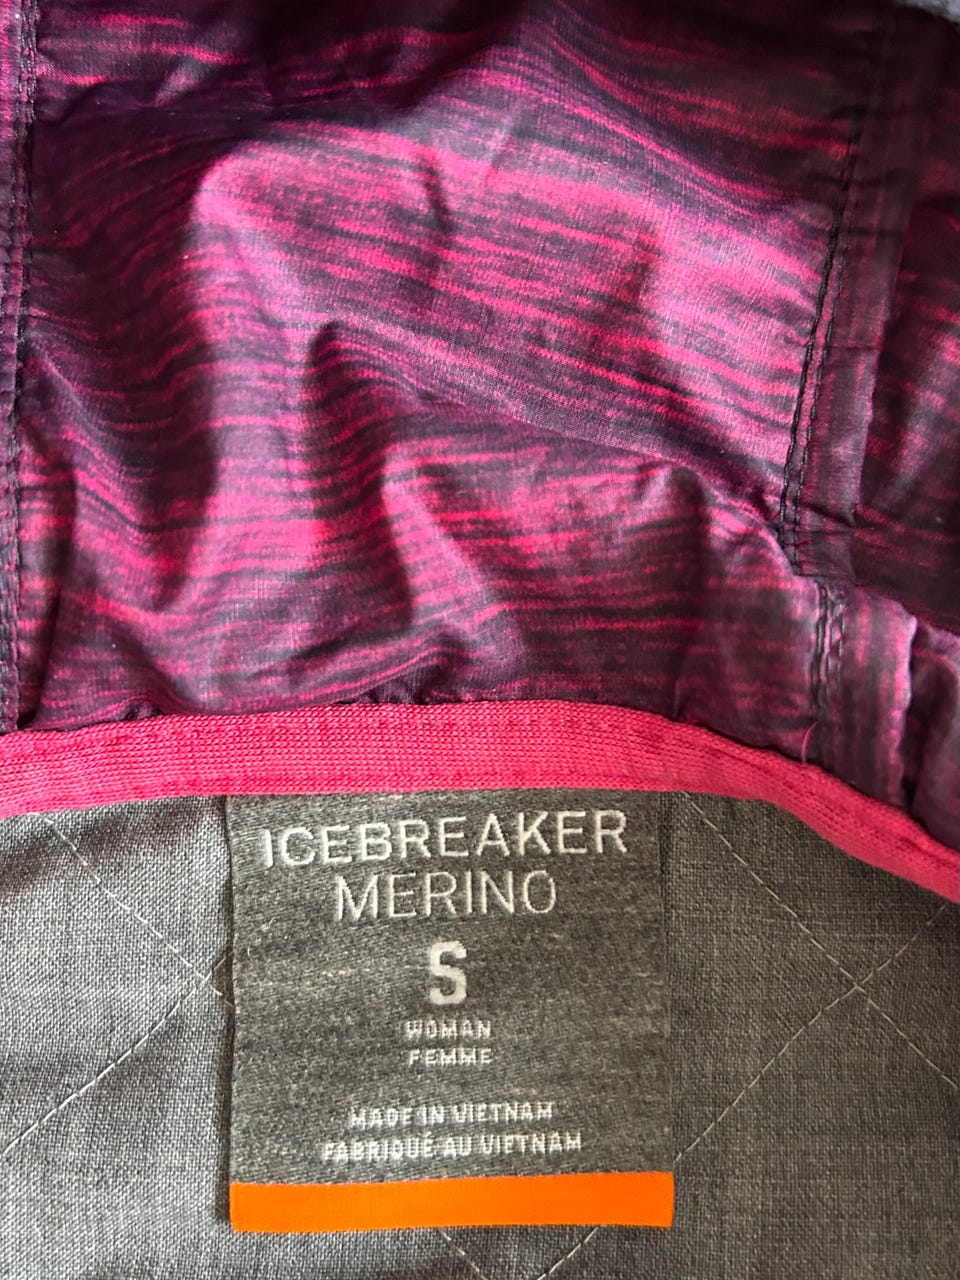 ICEBREAKER
MERINO
S
WOMAN
FEMME
MADE IN VIETNAM
FABRIQUÉ AU VIETNAM